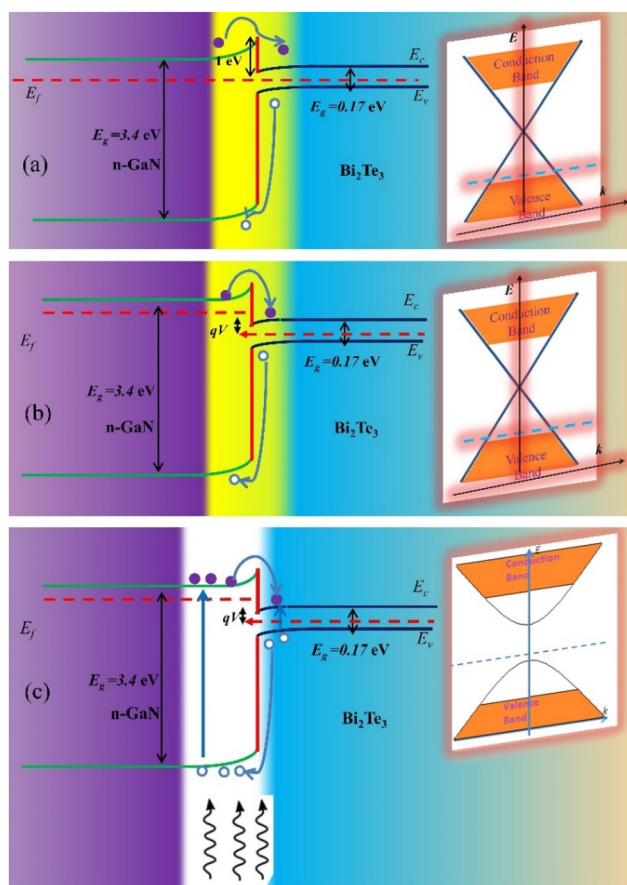 E
Conduction
Band
Valence
Band
k
1 eV
E_c
E_f
E_v
E_g=0.17 eV
E_g=3.4 eV
n-GaN
Bi₂Te₃
(a)
E
Conduction
Band
Valence
Band
k
E_c
qV
E_f
E_v
E_g=0.17 eV
E_g=3.4 eV
n-GaN
Bi₂Te₃
(b)
E
Conduction
Band
Valence
Band
k
E_c
qV
E_f
E_v
E_g=0.17 eV
E_g=3.4 eV
n-GaN
Bi₂Te₃
(c)